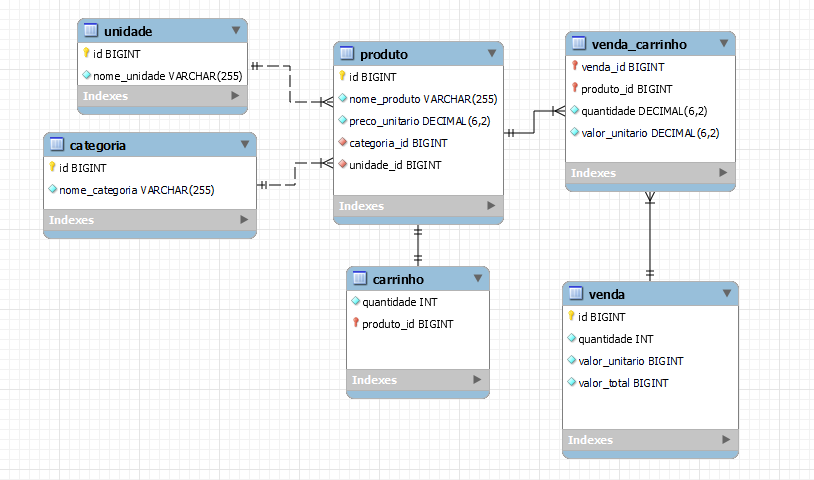 unidade
id BIGINT
nome_unidade VARCHAR(255)
Indexes
categoria
id BIGINT
nome_categoria VARCHAR(255)
Indexes
produto
id BIGINT
nome_produto VARCHAR(255)
preco_unitario DECIMAL(6,2)
categoria_id BIGINT
unidade_id BIGINT
Indexes
carrinho
quantidade INT
produto_id BIGINT
Indexes
venda_carrinho
venda_id BIGINT
produto_id BIGINT
quantidade DECIMAL(6,2)
valor_unitario DECIMAL(6,2)
Indexes
venda
id BIGINT
quantidade INT
valor_unitario BIGINT
valor_total BIGINT
Indexes